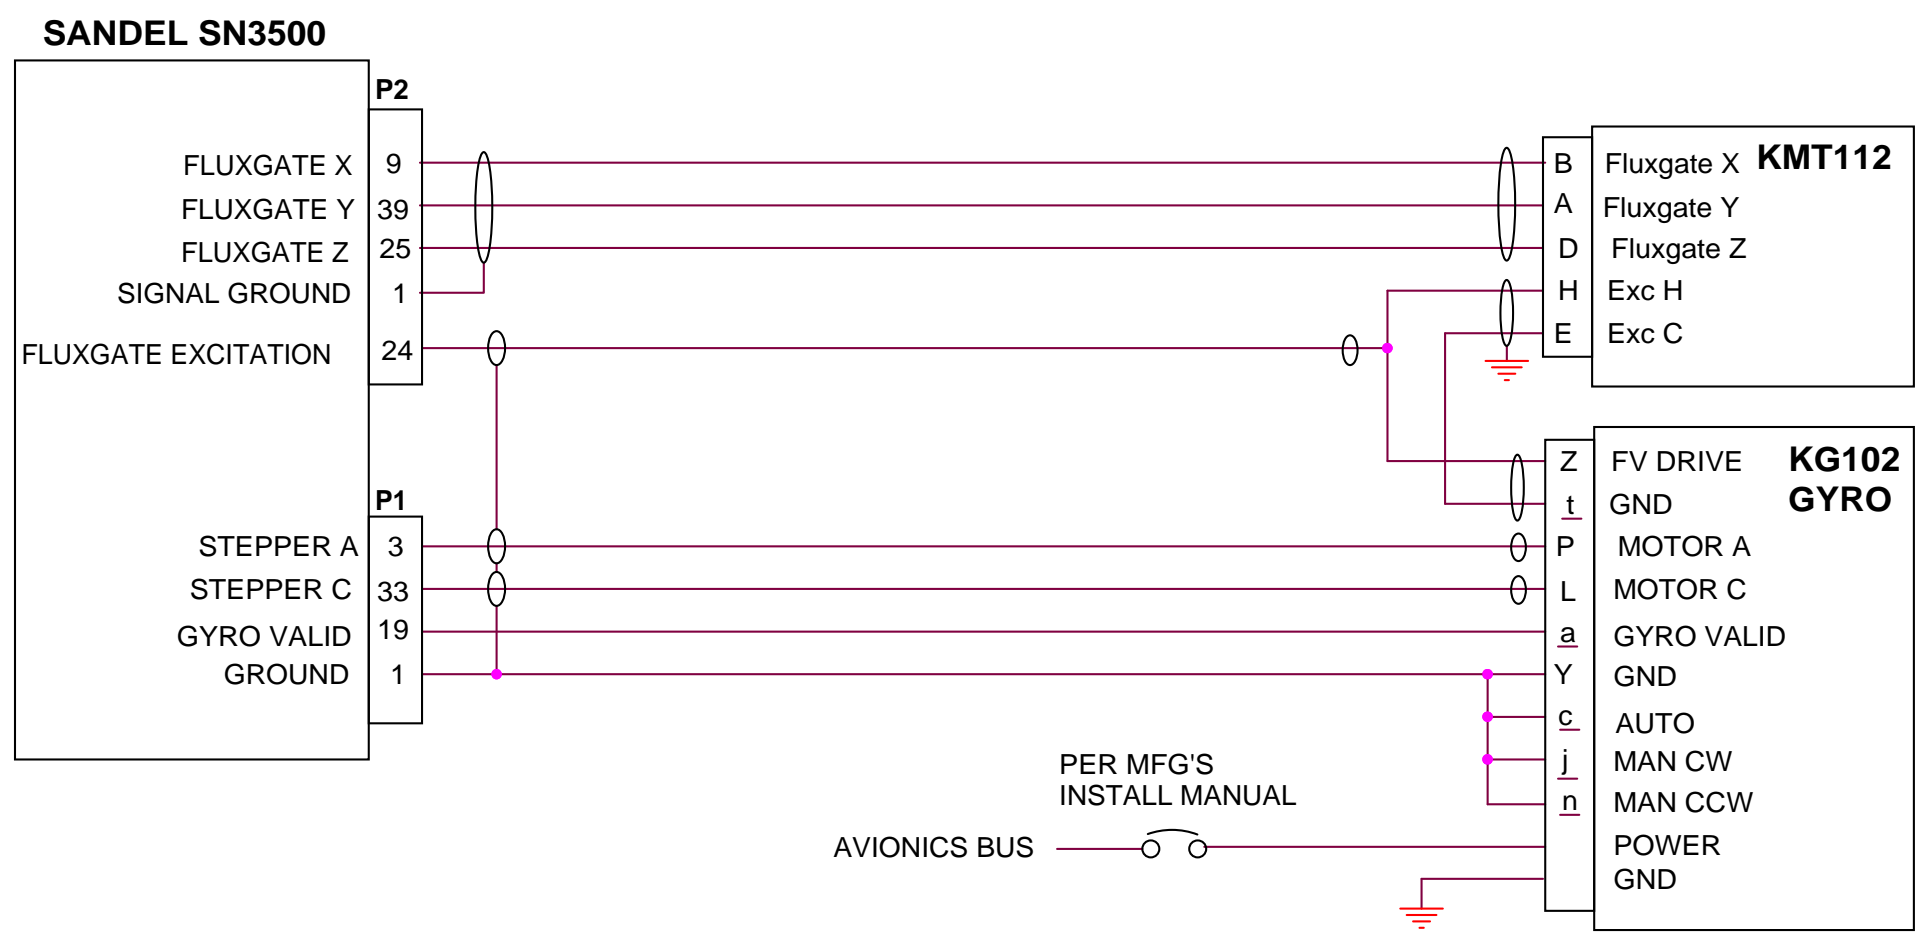 SANDEL SN3500
P2
FLUXGATE X 9
FLUXGATE Y 39
FLUXGATE Z 25
SIGNAL GROUND 1
FLUXGATE EXCITATION 24
P1
STEPPER A 3
STEPPER C 33
GYRO VALID 19
GROUND 1
KMT112
B Fluxgate X
A Fluxgate Y
D Fluxgate Z
H Exc H
E Exc C
KG102
GYRO
Z FV DRIVE
t GND
P MOTOR A
L MOTOR C
a GYRO VALID
Y GND
c AUTO
j MAN CW
n MAN CCW
POWER
GND
PER MFG'S
INSTALL MANUAL
AVIONICS BUS